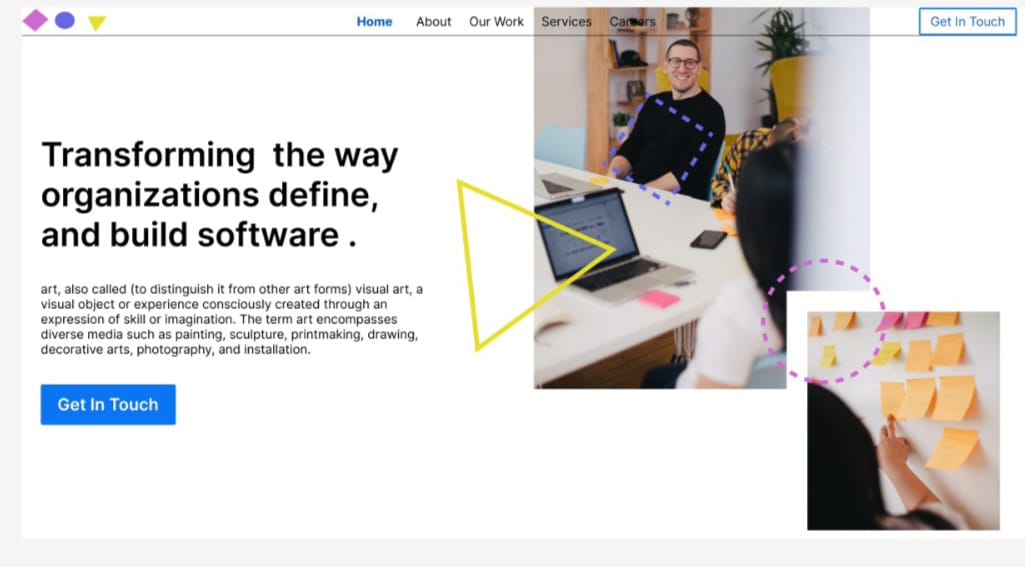 Home About Our Work Services Careers Get In Touch
Transforming the way
organizations define,
and build software .
art, also called (to distinguish it from other art forms) visual art, a
visual object or experience consciously created through an
expression of skill or imagination. The term art encompasses
diverse media such as painting, sculpture, printmaking, drawing,
decorative arts, photography, and installation.
Get In Touch